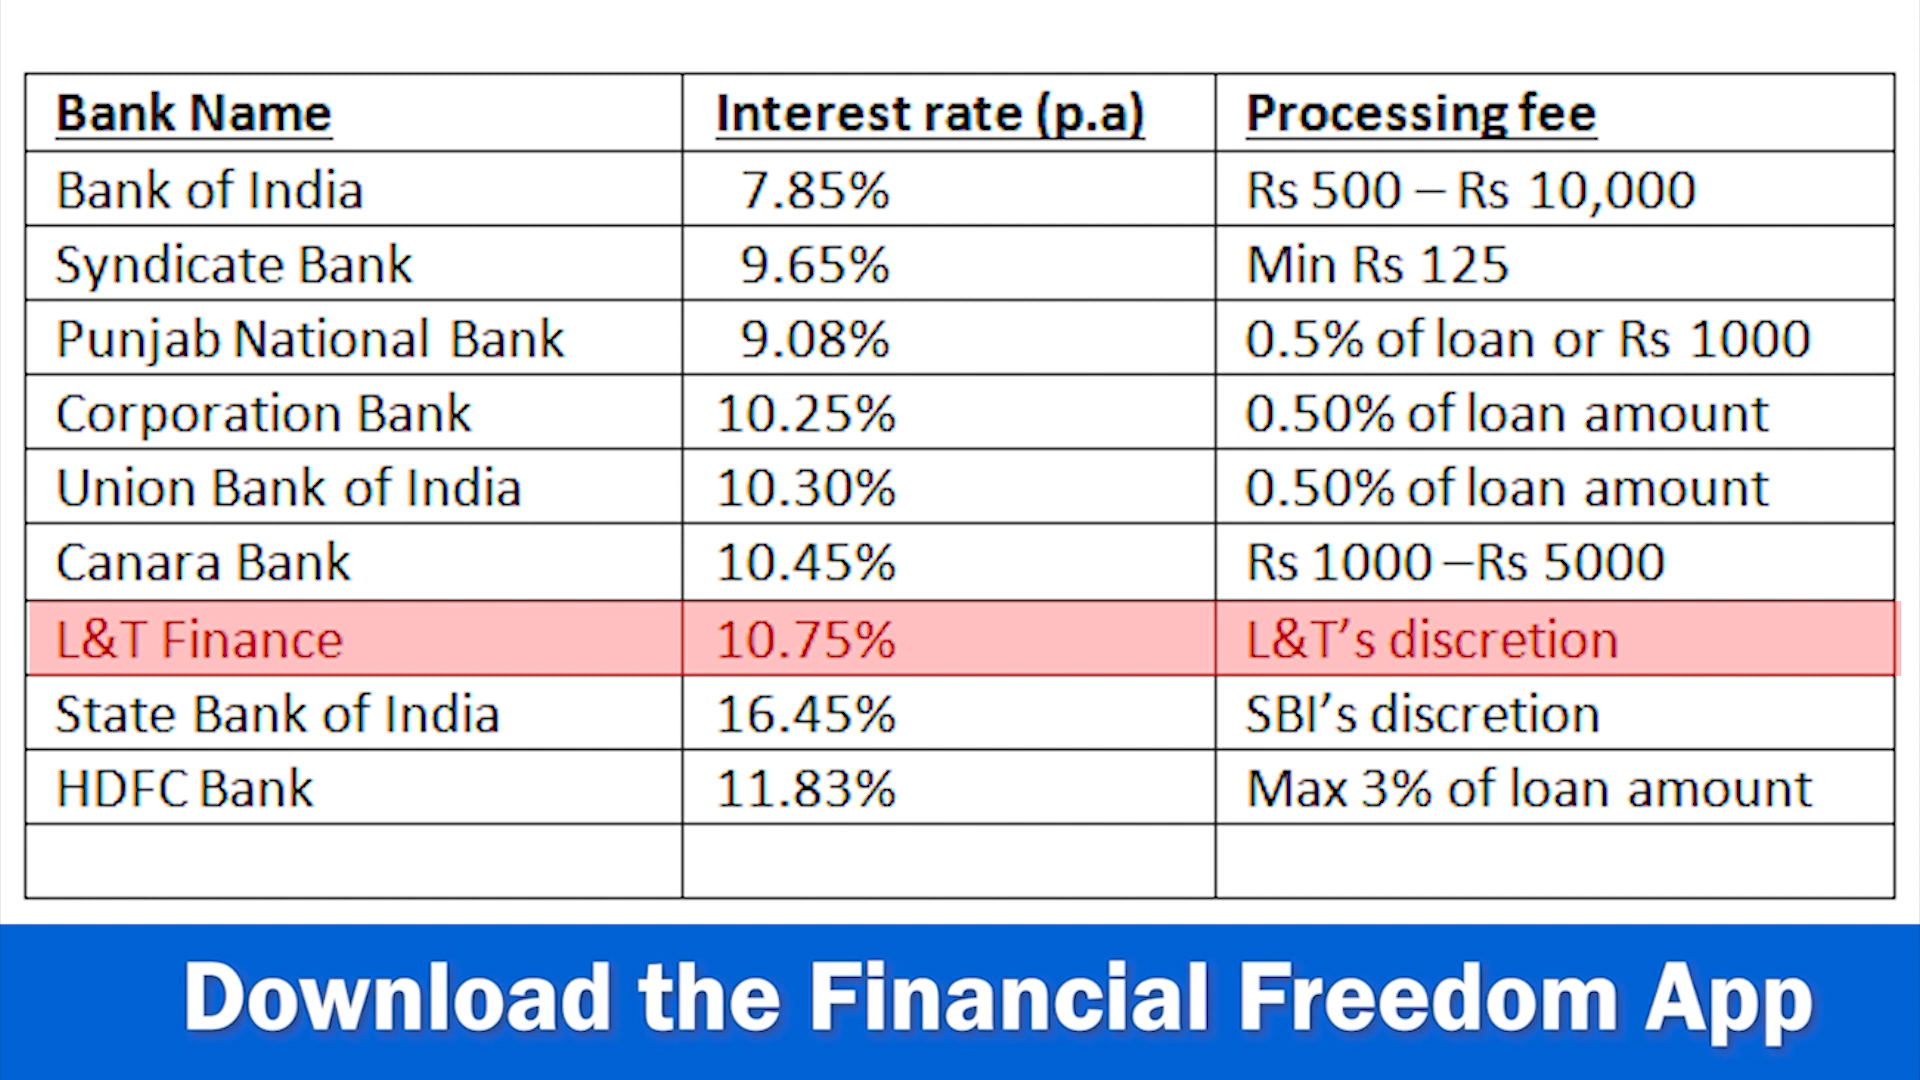 Bank Name Interest rate (p.a) Processing fee
Bank of India 7.85% Rs 500 – Rs 10,000
Syndicate Bank 9.65% Min Rs 125
Punjab National Bank 9.08% 0.5% of loan or Rs 1000
Corporation Bank 10.25% 0.50% of loan amount
Union Bank of India 10.30% 0.50% of loan amount
Canara Bank 10.45% Rs 1000 –Rs 5000
L&T Finance 10.75% L&T’s discretion
State Bank of India 16.45% SBI’s discretion
HDFC Bank 11.83% Max 3% of loan amount
Download the Financial Freedom App